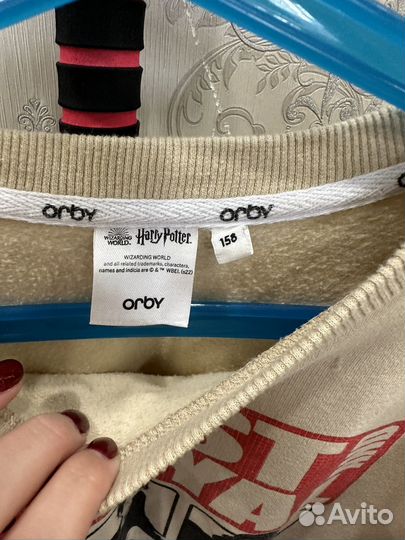 orby orby
WIZARDING WORLD Harry Potter 158
WIZARDING WORLD
and all related trademarks, characters,
names and indicia are © & ™ WBEI. (s22)
orby
Avito